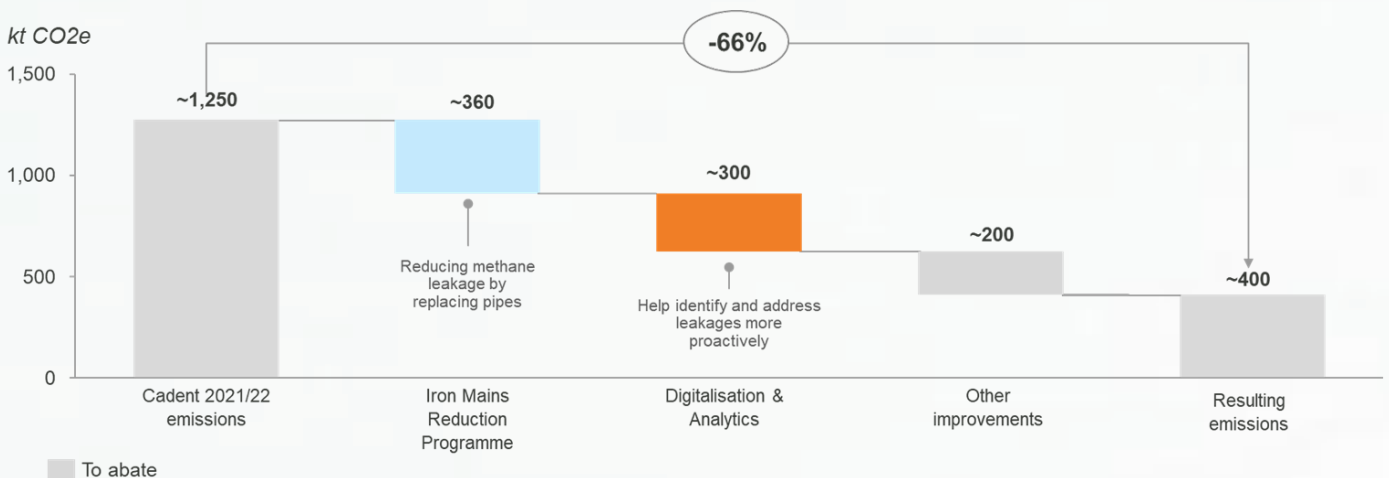 kt CO2e
-66%
1,500
~1,250
~360
1,000
~300
~200
500
~400
0
Reducing methane
leakage by
replacing pipes
Help identify and address
leakages more
proactively
Cadent 2021/22
emissions
Iron Mains
Reduction
Programme
Digitalisation &
Analytics
Other
improvements
Resulting
emissions
To abate